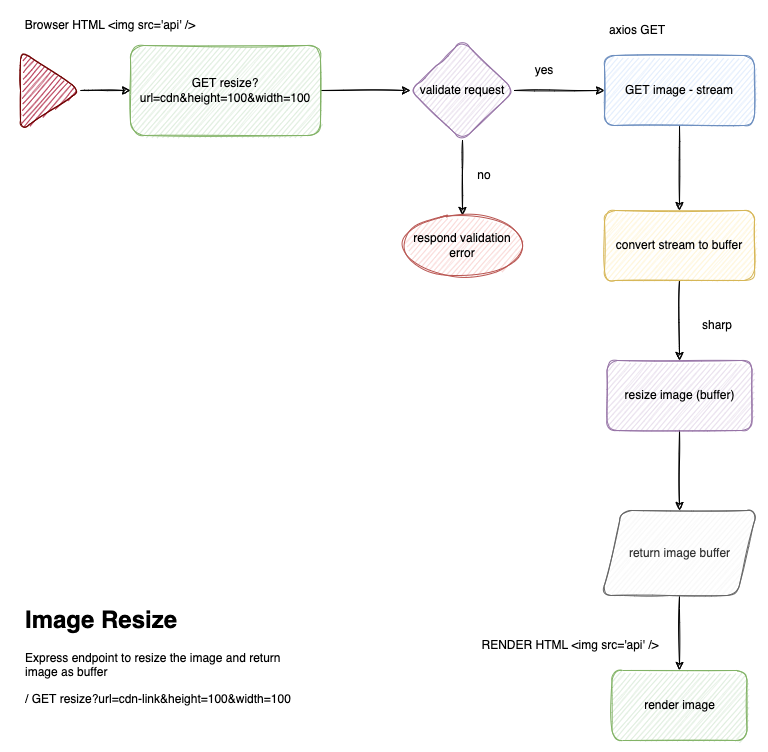 Browser HTML <img src='api' />
axios GET
GET resize?
url=cdn&height=100&width=100
validate request
yes
GET image - stream
no
respond validation
error
convert stream to buffer
sharp
resize image (buffer)
return image buffer
RENDER HTML <img src='api' />
render image
Image Resize
Express endpoint to resize the image and return
image as buffer
/ GET resize?url=cdn-link&height=100&width=100